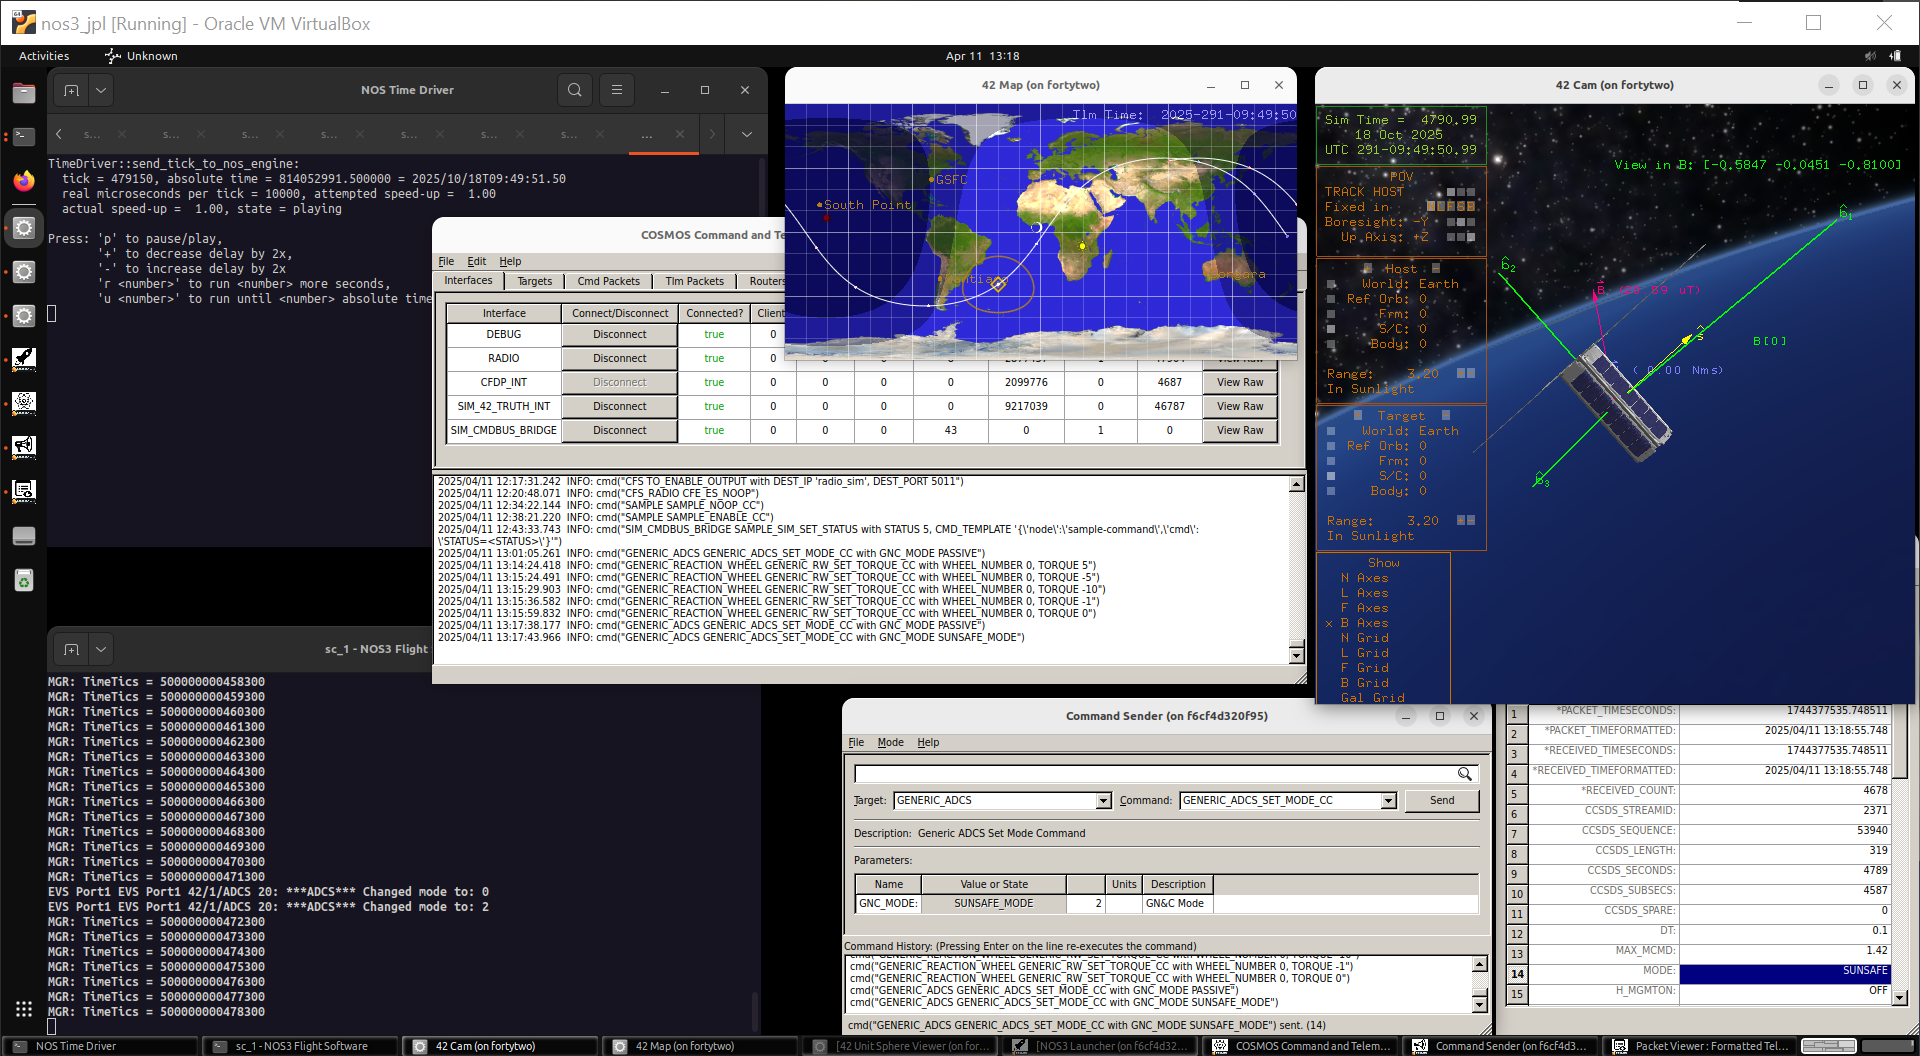 nos3_jpl [Running] - Oracle VM VirtualBox
Activities
Unknown
Apr 11 13:18
NOS Time Driver
s...
s...
s...
s...
s...
s...
s...
...
TimeDriver::send_tick_to_nos_engine:
tick = 479150, absolute time = 814052991.500000 = 2025/10/18T09:49:51.50
real microseconds per tick = 10000, attempted speed-up = 1.00
actual speed-up = 1.00, state = playing
Press: 'p' to pause/play,
'+' to decrease delay by 2x,
'-' to increase delay by 2x
'r <number>' to run <number> more seconds,
'u <number>' to run until <number> absolute time
sc_1 - NOS3 Flight
MGR: TimeTics = 500000000458300
MGR: TimeTics = 500000000459300
MGR: TimeTics = 500000000460300
MGR: TimeTics = 500000000461300
MGR: TimeTics = 500000000462300
MGR: TimeTics = 500000000463300
MGR: TimeTics = 500000000464300
MGR: TimeTics = 500000000465300
MGR: TimeTics = 500000000466300
MGR: TimeTics = 500000000467300
MGR: TimeTics = 500000000468300
MGR: TimeTics = 500000000469300
MGR: TimeTics = 500000000470300
MGR: TimeTics = 500000000471300
EVS Port1 EVS Port1 42/1/ADCS 20: ***ADCS*** Changed mode to: 0
EVS Port1 EVS Port1 42/1/ADCS 20: ***ADCS*** Changed mode to: 2
MGR: TimeTics = 500000000472300
MGR: TimeTics = 500000000473300
MGR: TimeTics = 500000000474300
MGR: TimeTics = 500000000475300
MGR: TimeTics = 500000000476300
MGR: TimeTics = 500000000477300
MGR: TimeTics = 500000000478300
COSMOS Command and Te
File Edit Help
Interfaces Targets Cmd Packets Tlm Packets Routers
Interface Connect/Disconnect Connected? Client
DEBUG Disconnect true 0
RADIO Disconnect true 0
CFDP_INT Disconnect true 0 0 0 0 2099776 0 4687 View Raw
SIM_42_TRUTH_INT Disconnect true 0 0 0 0 9217039 0 46787 View Raw
SIM_CMDBUS_BRIDGE Disconnect true 0 0 0 43 0 1 0 View Raw
2025/04/11 12:17:31.242 INFO: cmd("CFS TO_ENABLE_OUTPUT with DEST_IP 'radio_sim', DEST_PORT 5011")
2025/04/11 12:20:48.071 INFO: cmd("CFS_RADIO CFE_ES_NOOP")
2025/04/11 12:34:22.144 INFO: cmd("SAMPLE SAMPLE_NOOP_CC")
2025/04/11 12:38:21.220 INFO: cmd("SAMPLE SAMPLE_ENABLE_CC")
2025/04/11 12:43:33.743 INFO: cmd("SIM_CMDBUS_BRIDGE SAMPLE_SIM_SET_STATUS with STATUS 5, CMD_TEMPLATE '{\'node\':\'sample-command\',\'cmd\':
\'STATUS=<STATUS>\'}'")
2025/04/11 13:01:05.261 INFO: cmd("GENERIC_ADCS GENERIC_ADCS_SET_MODE_CC with GNC_MODE PASSIVE")
2025/04/11 13:14:24.418 INFO: cmd("GENERIC_REACTION_WHEEL GENERIC_RW_SET_TORQUE_CC with WHEEL_NUMBER 0, TORQUE 5")
2025/04/11 13:15:24.491 INFO: cmd("GENERIC_REACTION_WHEEL GENERIC_RW_SET_TORQUE_CC with WHEEL_NUMBER 0, TORQUE -5")
2025/04/11 13:15:29.903 INFO: cmd("GENERIC_REACTION_WHEEL GENERIC_RW_SET_TORQUE_CC with WHEEL_NUMBER 0, TORQUE -10")
2025/04/11 13:15:36.582 INFO: cmd("GENERIC_REACTION_WHEEL GENERIC_RW_SET_TORQUE_CC with WHEEL_NUMBER 0, TORQUE -1")
2025/04/11 13:15:59.832 INFO: cmd("GENERIC_REACTION_WHEEL GENERIC_RW_SET_TORQUE_CC with WHEEL_NUMBER 0, TORQUE 0")
2025/04/11 13:17:38.177 INFO: cmd("GENERIC_ADCS GENERIC_ADCS_SET_MODE_CC with GNC_MODE PASSIVE")
2025/04/11 13:17:43.966 INFO: cmd("GENERIC_ADCS GENERIC_ADCS_SET_MODE_CC with GNC_MODE SUNSAFE_MODE")
42 Map (on fortytwo)
Tlm Time: 2025-291-09:49:50
GSFC
South Point
42 Cam (on fortytwo)
Sim Time = 4790.99
18 Oct 2025
UTC 291-09:49:50.99
View in B: [-0.5847 -0.0451 -0.8100]
POV
TRACK HOST
Fixed in
Boresight: -Y
Up Axis: +Z
Host
World: Earth
Ref Orb: 0
Frm: 0
S/C: 0
Body: 0
Range: 3.20
In Sunlight
Target
World: Earth
Ref Orb: 0
Frm: 0
S/C: 0
Body: 0
Range: 3.20
In Sunlight
Show
N Axes
L Axes
F Axes
x B Axes
N Grid
L Grid
F Grid
B Grid
Gal Grid
b1
b2
b3
B[0]
( 0.00 Nms)
Command Sender (on f6cf4d320f95)
File Mode Help
Target: GENERIC_ADCS Command: GENERIC_ADCS_SET_MODE_CC Send
Description: Generic ADCS Set Mode Command
Parameters:
Name Value or State Units Description
GNC_MODE: SUNSAFE_MODE 2 GN&C Mode
Command History: (Pressing Enter on the line re-executes the command)
cmd("GENERIC_REACTION_WHEEL GENERIC_RW_SET_TORQUE_CC with WHEEL_NUMBER 0, TORQUE -10")
cmd("GENERIC_REACTION_WHEEL GENERIC_RW_SET_TORQUE_CC with WHEEL_NUMBER 0, TORQUE -1")
cmd("GENERIC_REACTION_WHEEL GENERIC_RW_SET_TORQUE_CC with WHEEL_NUMBER 0, TORQUE 0")
cmd("GENERIC_ADCS GENERIC_ADCS_SET_MODE_CC with GNC_MODE PASSIVE")
cmd("GENERIC_ADCS GENERIC_ADCS_SET_MODE_CC with GNC_MODE SUNSAFE_MODE")
cmd("GENERIC_ADCS GENERIC_ADCS_SET_MODE_CC with GNC_MODE SUNSAFE_MODE") sent. (14)
1 *PACKET_TIMESECONDS: 1744377535.748511
2 *PACKET_TIMEFORMATTED: 2025/04/11 13:18:55.748
3 *RECEIVED_TIMESECONDS: 1744377535.748511
4 *RECEIVED_TIMEFORMATTED: 2025/04/11 13:18:55.748
5 *RECEIVED_COUNT: 4678
6 CCSDS_STREAMID: 2371
7 CCSDS_SEQUENCE: 53940
8 CCSDS_LENGTH: 319
9 CCSDS_SECONDS: 4789
10 CCSDS_SUBSECS: 4587
11 CCSDS_SPARE: 0
12 DT: 0.1
13 MAX_MCMD: 1.42
14 MODE: SUNSAFE
15 H_MGMTON: OFF
NOS Time Driver
sc_1 - NOS3 Flight Software
42 Cam (on fortytwo)
42 Map (on fortytwo)
[42 Unit Sphere Viewer (on for...
[NOS3 Launcher (on f6cf4d32...
COSMOS Command and Telem...
Command Sender (on f6cf4d3...
Packet Viewer : Formatted Tel...